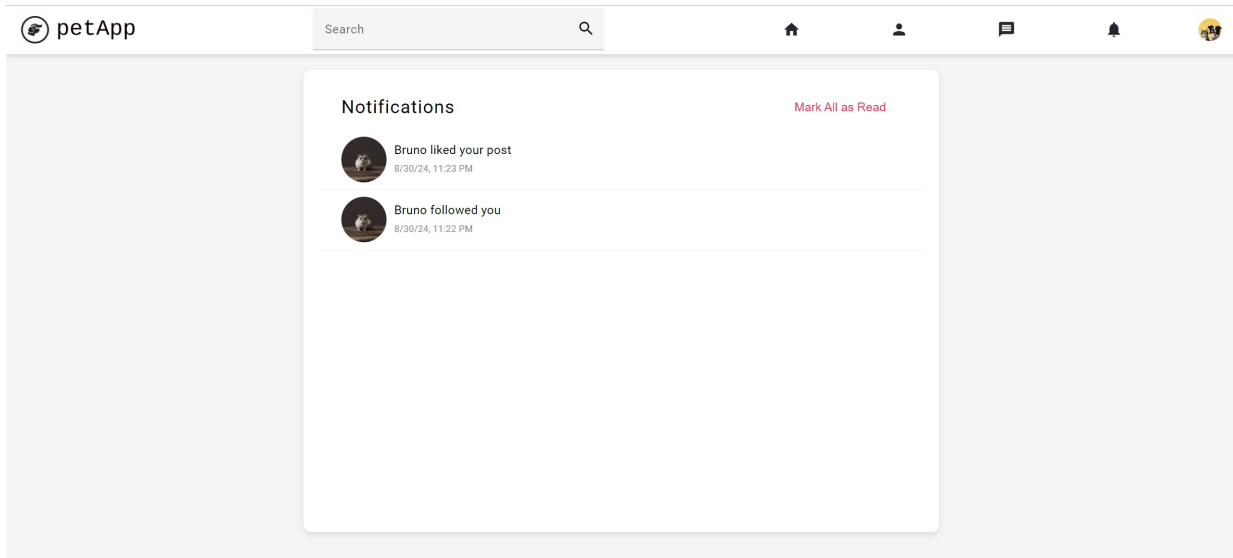 petApp
Search
Notifications
Mark All as Read
Bruno liked your post
8/30/24, 11:23 PM
Bruno followed you
8/30/24, 11:22 PM